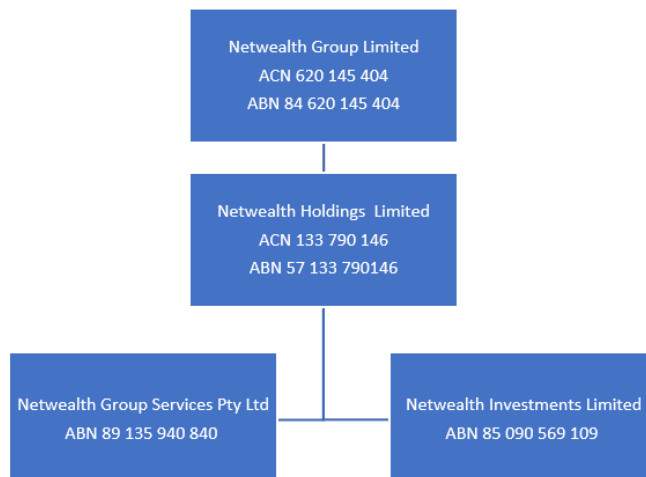 Netwealth Group Limited
ACN 620 145 404
ABN 84 620 145 404
Netwealth Holdings  Limited
ACN 133 790 146
ABN 57 133 790146
Netwealth Group Services Pty Ltd
ABN 89 135 940 840
Netwealth Investments Limited
ABN 85 090 569 109